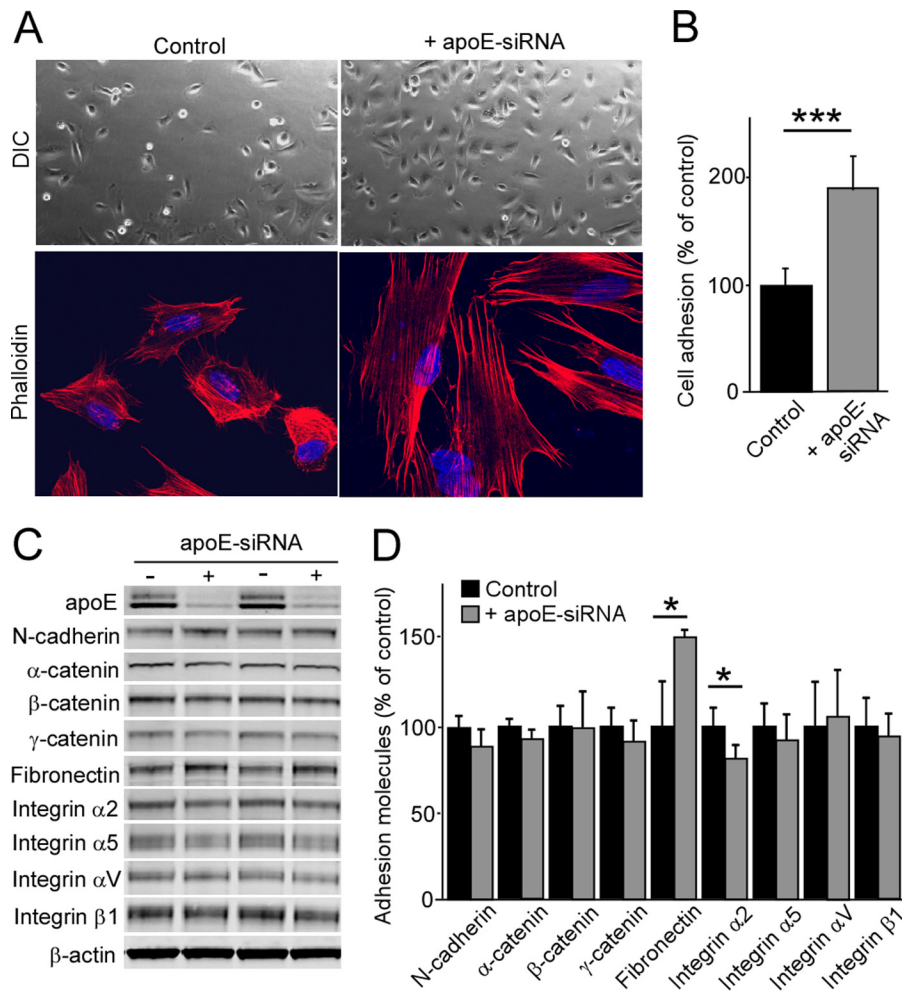 A
Control
+ apoE-siRNA
DIC
Phalloidin
B
***
Cell adhesion (% of control)
200
100
0
Control
+ apoE-
siRNA
C
apoE-siRNA
- + - +
apoE
N-cadherin
α-catenin
β-catenin
γ-catenin
Fibronectin
Integrin α2
Integrin α5
Integrin αV
Integrin β1
β-actin
D
Control
+ apoE-siRNA
*
*
Adhesion molecules (% of control)
150
100
50
0
N-cadherin
α-catenin
β-catenin
γ-catenin
Fibronectin
Integrin α2
Integrin α5
Integrin αV
Integrin β1